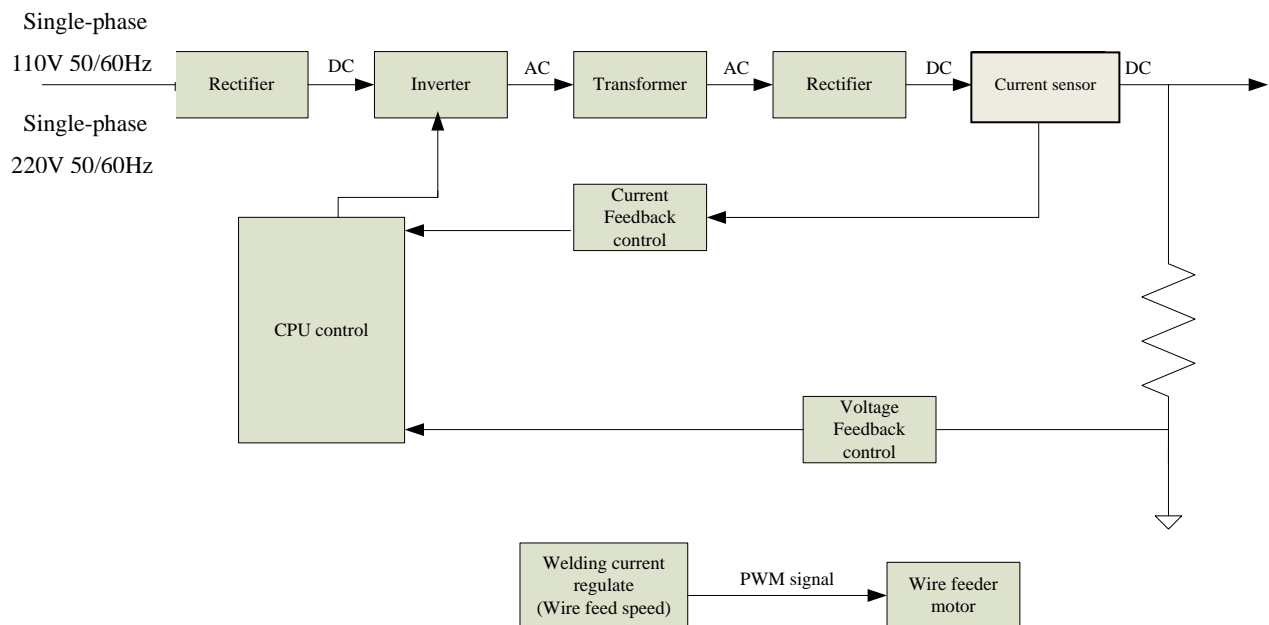 Single-phase
110V 50/60Hz
Single-phase
220V 50/60Hz
Rectifier
DC
Inverter
AC
Transformer
AC
Rectifier
DC
Current sensor
DC
Current
Feedback
control
CPU control
Voltage
Feedback
control
Welding current
regulate
(Wire feed speed)
PWM signal
Wire feeder
motor